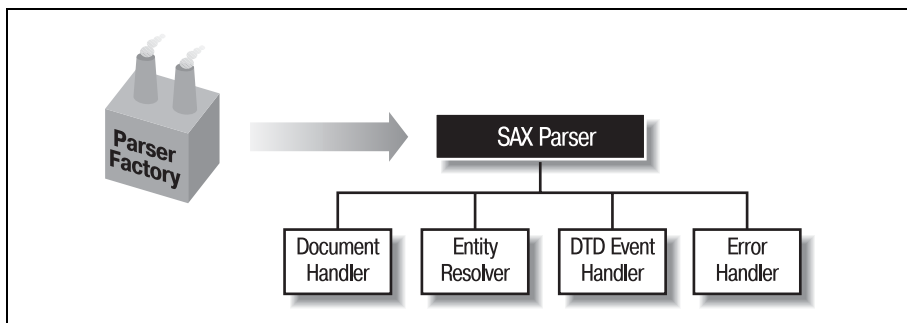 Parser
Factory
SAX Parser
Document
Handler
Entity
Resolver
DTD Event
Handler
Error
Handler